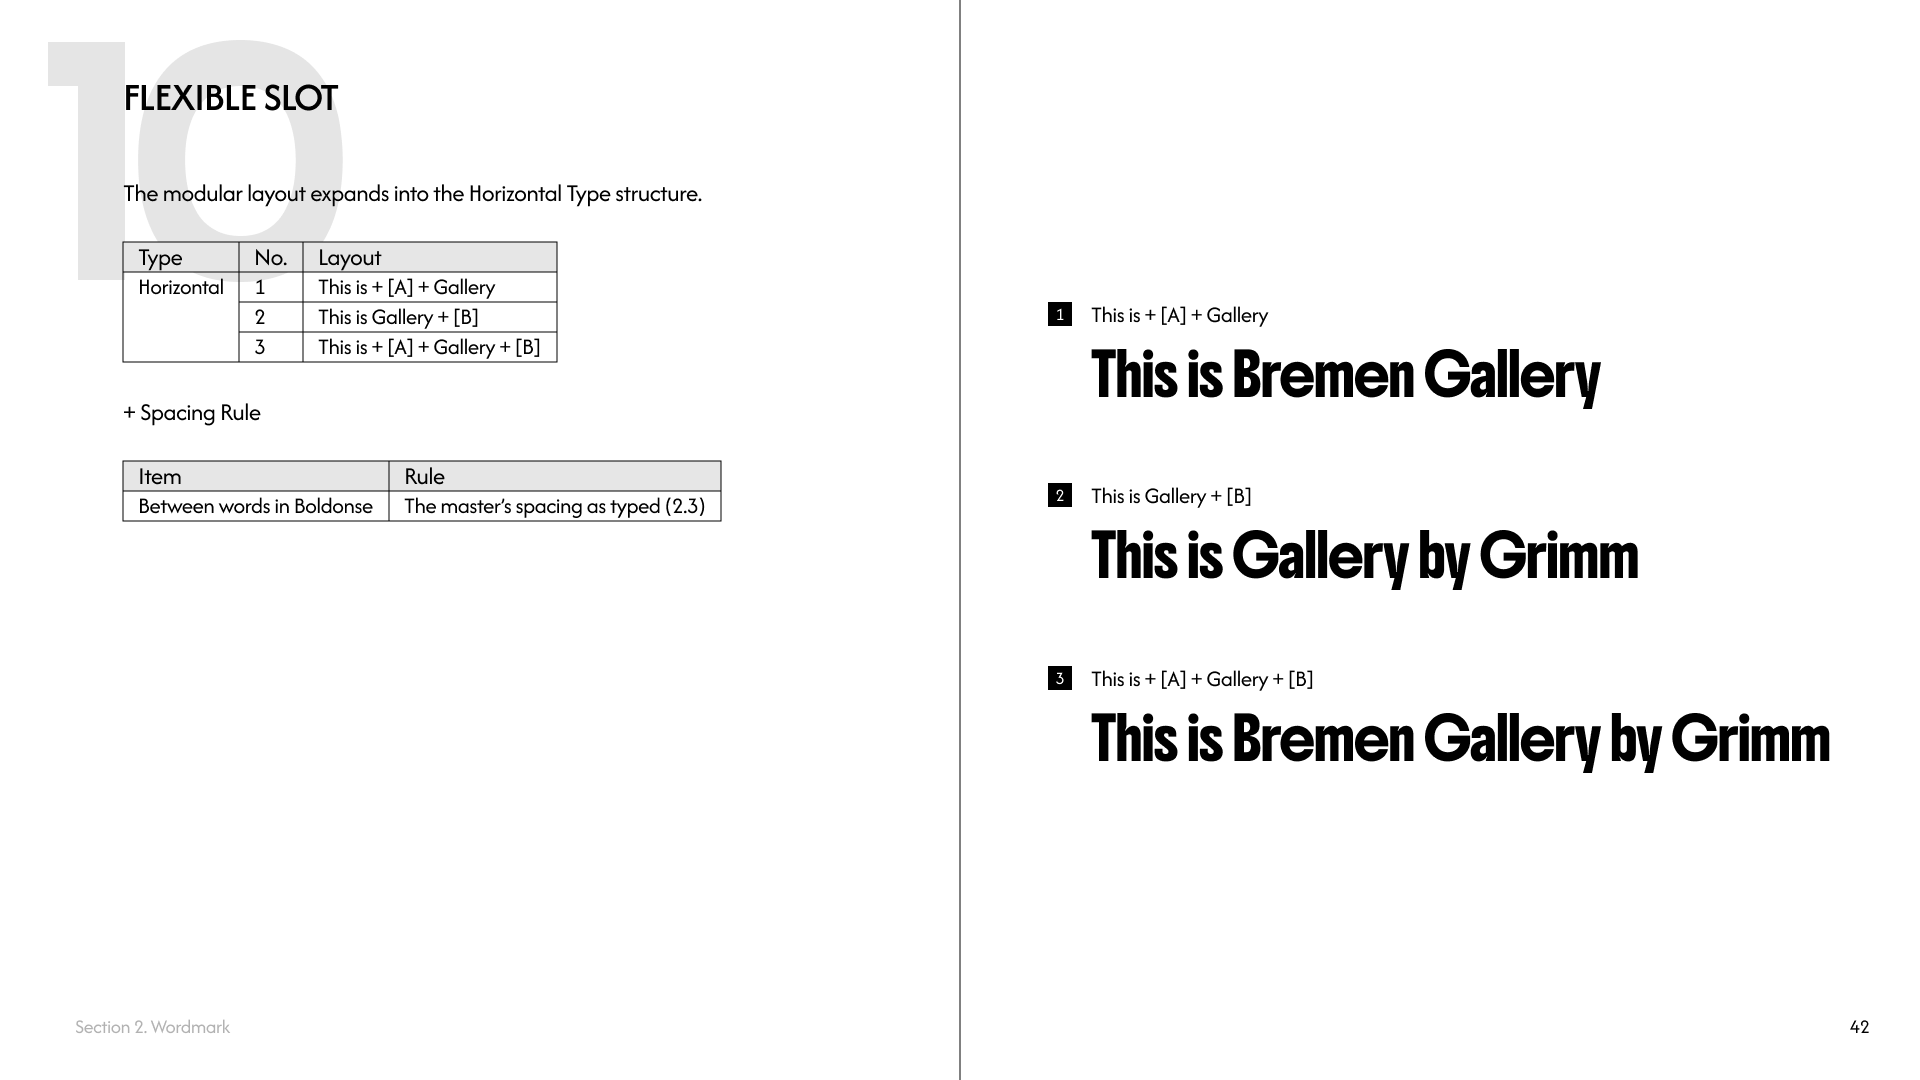 10
FLEXIBLE SLOT
The modular layout expands into the Horizontal Type structure.
Type No. Layout
Horizontal 1 This is + [A] + Gallery
2 This is Gallery + [B]
3 This is + [A] + Gallery + [B]
+ Spacing Rule
Item Rule
Between words in Boldonse The master’s spacing as typed (2.3)
Section 2. Wordmark
1 This is + [A] + Gallery
This is Bremen Gallery
2 This is Gallery + [B]
This is Gallery by Grimm
3 This is + [A] + Gallery + [B]
This is Bremen Gallery by Grimm
42